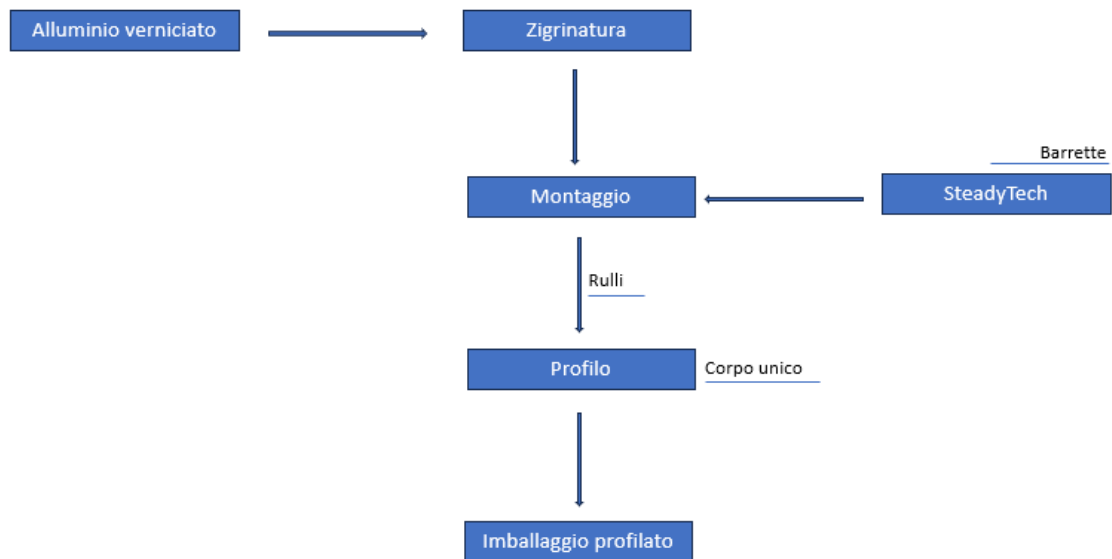 Alluminio verniciato
Zigrinatura
Barrette
Montaggio
SteadyTech
Rulli
Profilo
Corpo unico
Imballaggio profilato